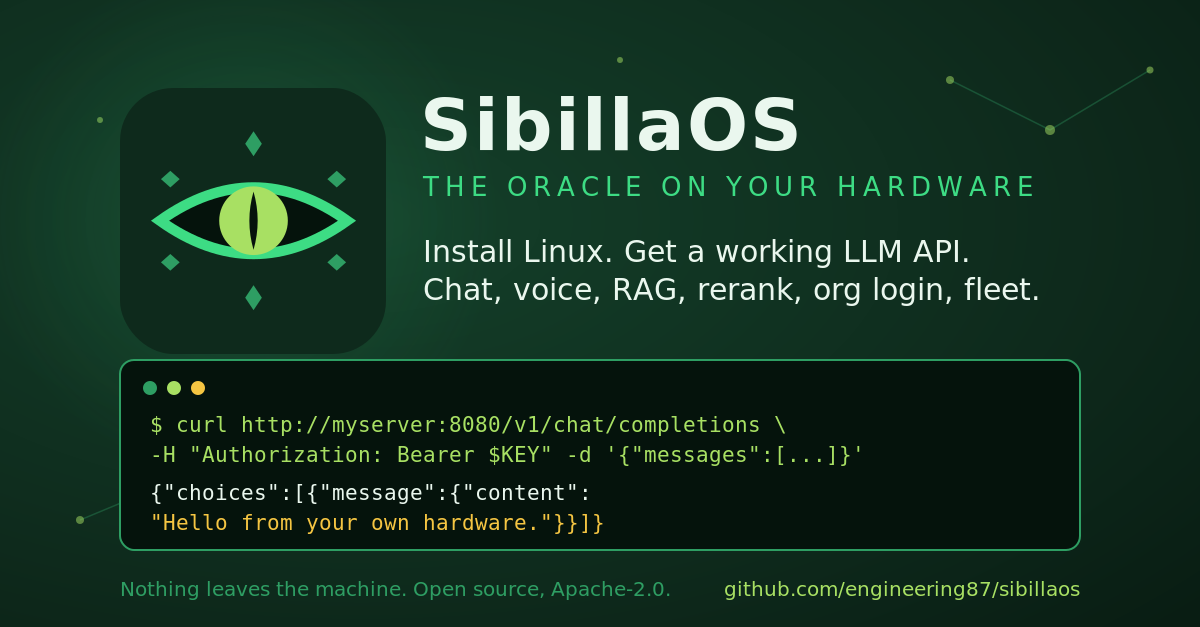 SibillaOS
THE ORACLE ON YOUR HARDWARE
Install Linux. Get a working LLM API.
Chat, voice, RAG, rerank, org login, fleet.
$ curl http://myserver:8080/v1/chat/completions \
-H "Authorization: Bearer $KEY" -d '{"messages":[...]}'
{"choices":[{"message":{"content":
"Hello from your own hardware."}}]}
Nothing leaves the machine. Open source, Apache-2.0.
github.com/engineering87/sibillaos